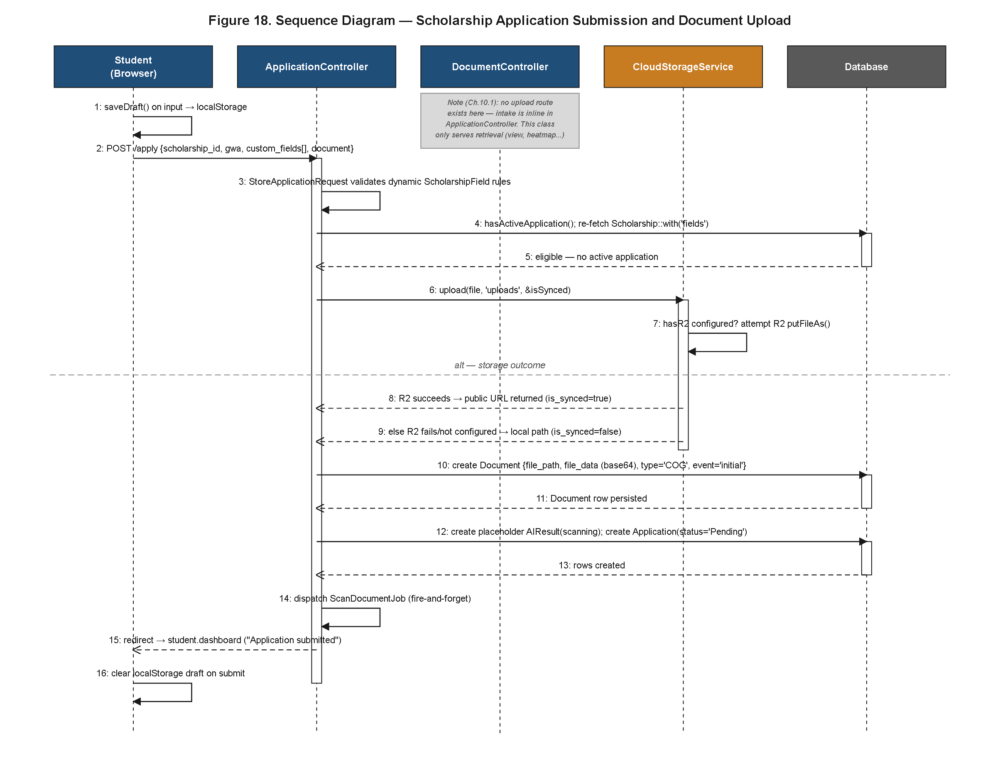 Figure 18. Sequence Diagram — Scholarship Application Submission and Document Upload
Student
(Browser)
ApplicationController
DocumentController
CloudStorageService
Database
Note (Ch.10.1): no upload route
exists here — intake is inline in
ApplicationController. This class
only serves retrieval (view, heatmap...)
1: saveDraft() on input → localStorage
2: POST /apply {scholarship_id, gwa, custom_fields[], document}
3: StoreApplicationRequest validates dynamic ScholarshipField rules
4: hasActiveApplication(); re-fetch Scholarship::with('fields')
5: eligible — no active application
6: upload(file, 'uploads', &isSynced)
7: hasR2 configured? attempt R2 putFileAs()
alt — storage outcome
8: R2 succeeds → public URL returned (is_synced=true)
9: else R2 fails/not configured → local path (is_synced=false)
10: create Document {file_path, file_data (base64), type='COG', event='initial'}
11: Document row persisted
12: create placeholder AIResult(scanning); create Application(status='Pending')
13: rows created
14: dispatch ScanDocumentJob (fire-and-forget)
15: redirect → student.dashboard ("Application submitted")
16: clear localStorage draft on submit